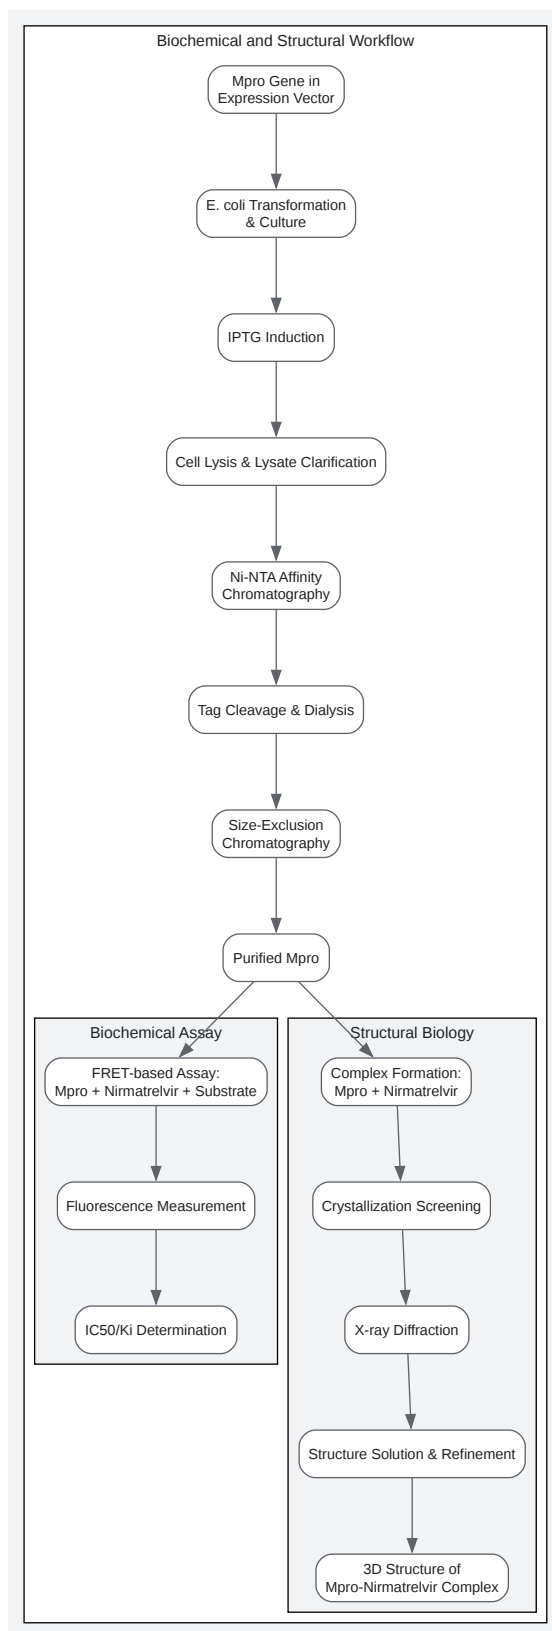 Biochemical and Structural Workflow
Mpro Gene in
Expression Vector
E. coli Transformation
& Culture
IPTG Induction
Cell Lysis & Lysate Clarification
Ni-NTA Affinity
Chromatography
Tag Cleavage & Dialysis
Size-Exclusion
Chromatography
Purified Mpro
Biochemical Assay
FRET-based Assay:
Mpro + Nirmatrelvir + Substrate
Fluorescence Measurement
IC50/Ki Determination
Structural Biology
Complex Formation:
Mpro + Nirmatrelvir
Crystallization Screening
X-ray Diffraction
Structure Solution & Refinement
3D Structure of
Mpro-Nirmatrelvir Complex